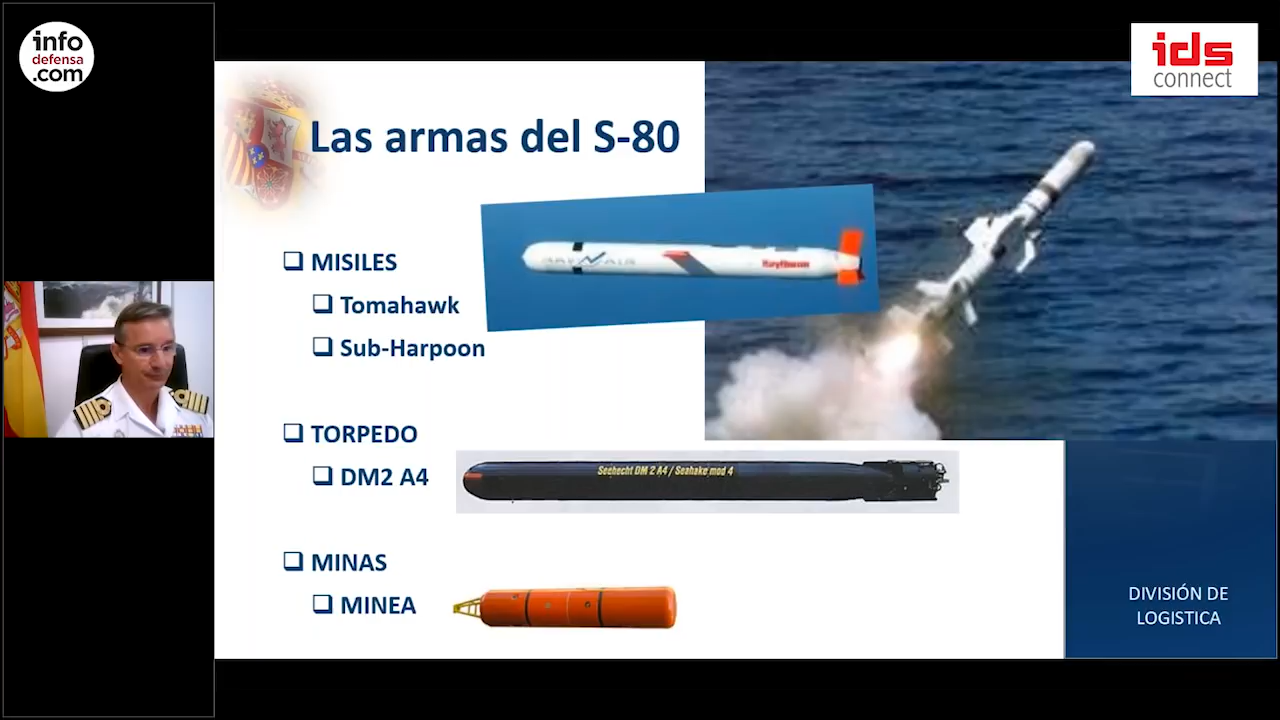 info
defensa
.com
ids
connect
Las armas del S-80
❑ MISILES
❑ Tomahawk
❑ Sub-Harpoon
Raytheon
❑ TORPEDO
❑ DM2 A4
Seehecht DM 2 A4 / Seahake mod 4
❑ MINAS
❑ MINEA
DIVISIÓN DE
LOGISTICA